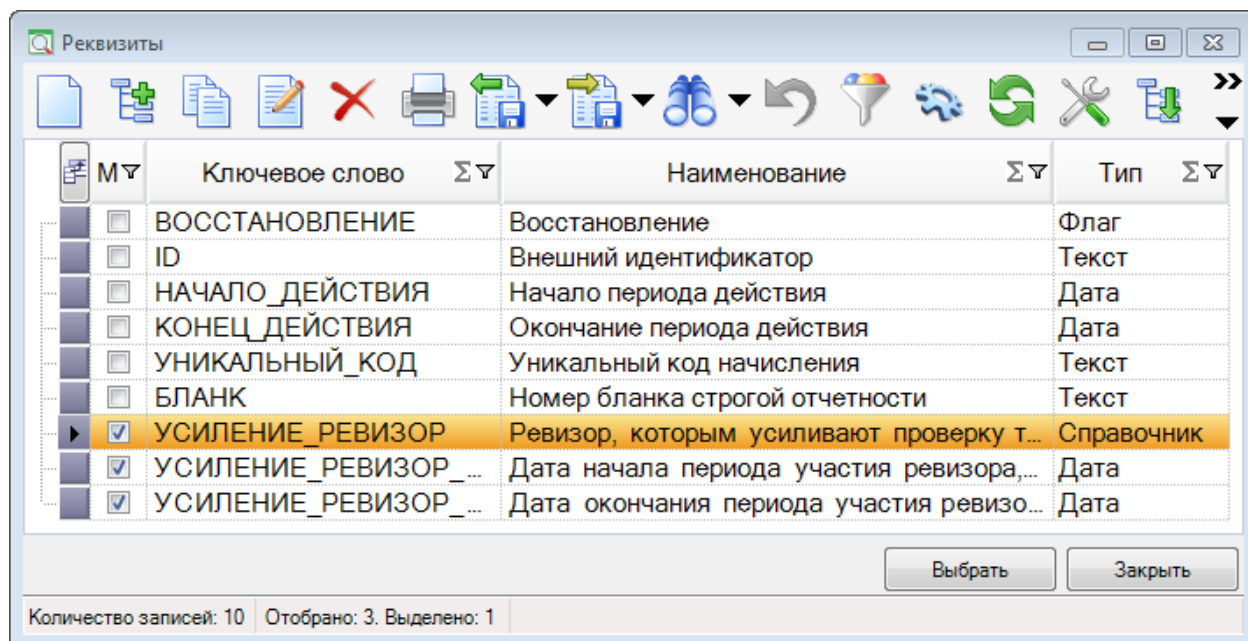 Реквизиты
М Ключевое слово Σ Наименование Σ Тип Σ
ВОССТАНОВЛЕНИЕ Восстановление Флаг
ID Внешний идентификатор Текст
НАЧАЛО_ДЕЙСТВИЯ Начало периода действия Дата
КОНЕЦ_ДЕЙСТВИЯ Окончание периода действия Дата
УНИКАЛЬНЫЙ_КОД Уникальный код начисления Текст
БЛАНК Номер бланка строгой отчетности Текст
УСИЛЕНИЕ_РЕВИЗОР Ревизор, которым усиливают проверку т... Справочник
УСИЛЕНИЕ_РЕВИЗОР_... Дата начала периода участия ревизора,... Дата
УСИЛЕНИЕ_РЕВИЗОР_... Дата окончания периода участия ревизо... Дата
Выбрать Закрыть
Количество записей: 10 Отобрано: 3. Выделено: 1